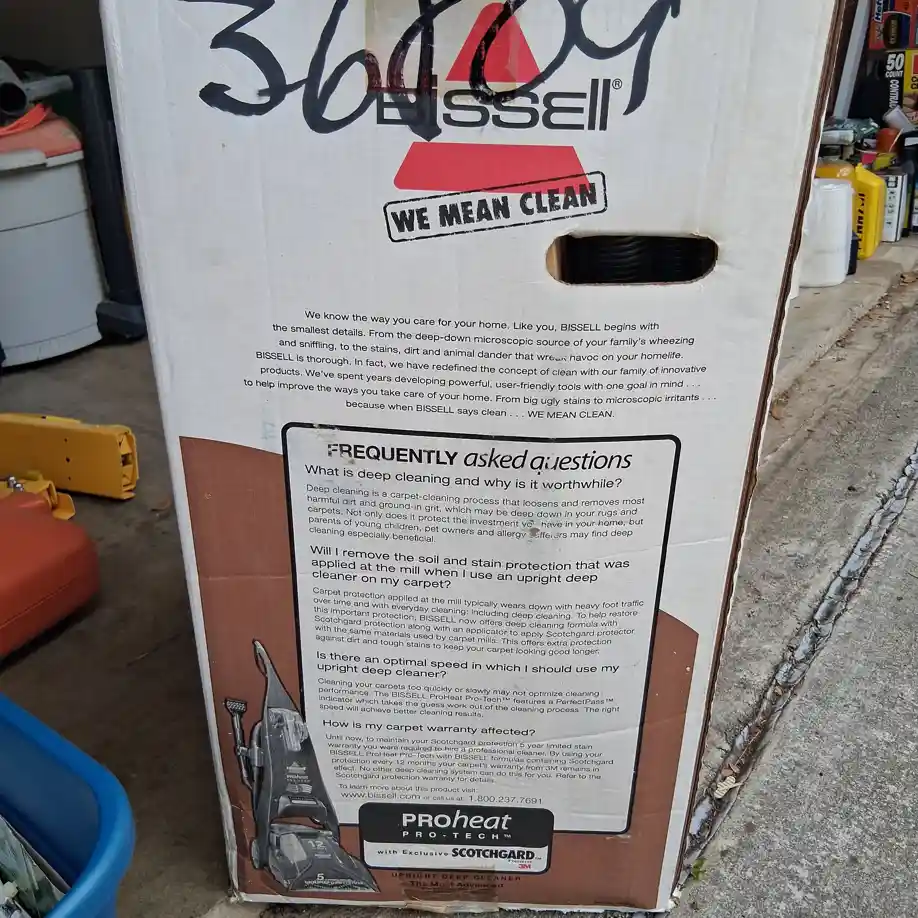 36809
BISSELL®
WE MEAN CLEAN
50
COUNT
We know the way you care for your home. Like you, BISSELL begins with
the smallest details. From the deep-down microscopic source of your family's wheezing
and sniffling, to the stains, dirt and animal dander that wreak havoc on your homelife.
BISSELL is thorough. In fact, we have redefined the concept of clean with our family of innovative
products. We've spent years developing powerful, user-friendly tools with one goal in mind . . .
to help improve the ways you take care of your home. From big ugly stains to microscopic irritants . . .
because when BISSELL says clean . . . WE MEAN CLEAN.
FREQUENTLY asked questions
What is deep cleaning and why is it worthwhile?
Deep cleaning is a carpet-cleaning process that loosens and removes most
harmful dirt and ground-in grit, which may be deep down in your rugs and
carpets. Not only does it protect the investment you have in your home, but
parents of young children, pet owners and allergy sufferers may find deep
cleaning especially beneficial.
Will I remove the soil and stain protection that was
applied at the mill when I use an upright deep
cleaner on my carpet?
Carpet protection applied at the mill typically wears down with heavy foot traffic
over time and with everyday cleaning; including deep cleaning. To help restore
this important protection, BISSELL now offers deep cleaning formula with
Scotchgard protection along with an applicator to apply Scotchgard protector
with the same materials used by carpet mills. This offers extra protection
against dirt and tough stains to keep your carpet looking good longer.
Is there an optimal speed in which I should use my
upright deep cleaner?
Cleaning your carpets too quickly or slowly may not optimize cleaning
performance. The BISSELL ProHeat Pro-Tech™ features a PerfectPass™
indicator which takes the guess work out of the cleaning process. The right
speed will achieve better cleaning results.
How is my carpet warranty affected?
Until now, to maintain your Scotchgard protection 5 year limited stain
warranty you were required to hire a professional cleaner. By using your
BISSELL ProHeat Pro-Tech with BISSELL formulas containing Scotchgard
protection every 12 months your carpet's warranty from 3M remains in
effect. No other deep cleaning system can do this for you. Refer to the
Scotchgard protection warranty for details.
To learn more about this product visit
www.bissell.com or call us at: 1.800.237.7691
PROheat
PRO-TECH™
with Exclusive SCOTCHGARD™
3M
12
5
UPRIGHT DEEP CLEANER
The Most Advanced